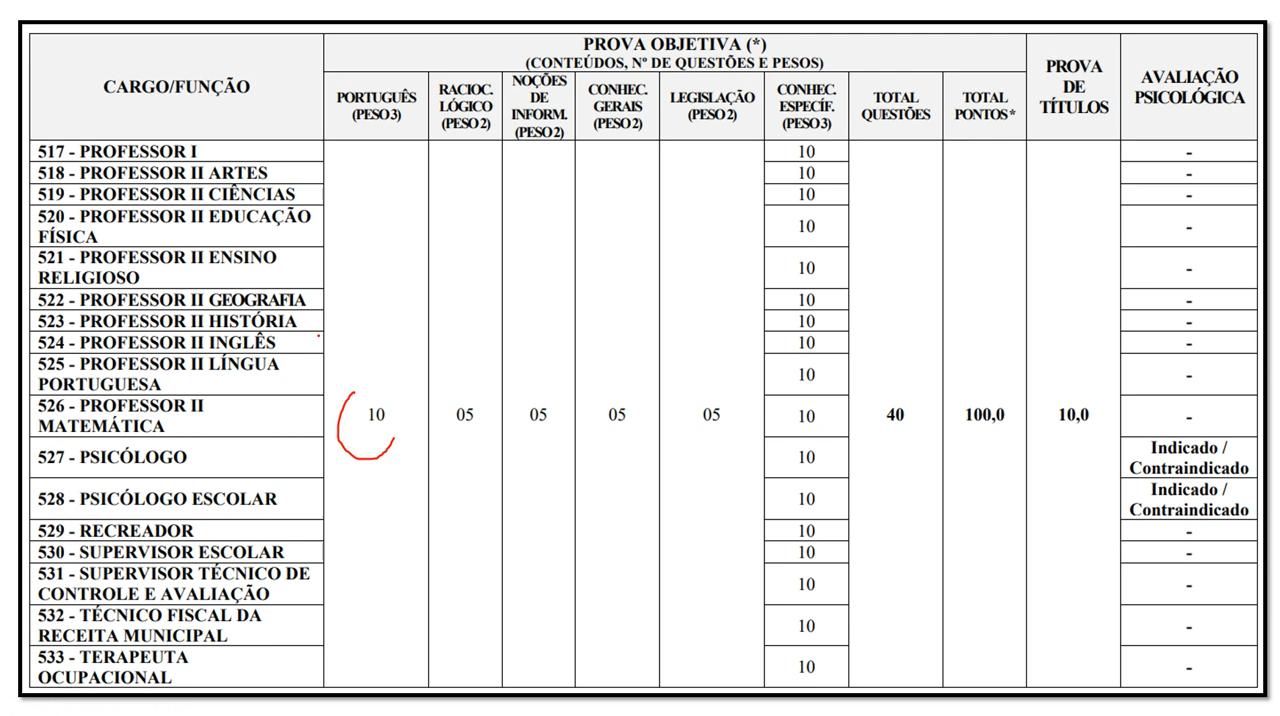 CARGO/FUNÇÃO
PROVA OBJETIVA (*)
(CONTEÚDOS, Nº DE QUESTÕES E PESOS)
PORTUGUÊS
(PESO 3)
RACIOC.
LÓGICO
(PESO 2)
NOÇÕES
DE
INFORM.
(PESO 2)
CONHEC.
GERAIS
(PESO 2)
LEGISLAÇÃO
(PESO 2)
CONHEC.
ESPECÍF.
(PESO 3)
TOTAL
QUESTÕES
TOTAL
PONTOS *
PROVA
DE
TÍTULOS
AVALIAÇÃO
PSICOLÓGICA
517 - PROFESSOR I 10 -
518 - PROFESSOR II ARTES 10 -
519 - PROFESSOR II CIÊNCIAS 10 -
520 - PROFESSOR II EDUCAÇÃO
FÍSICA
10 -
521 - PROFESSOR II ENSINO
RELIGIOSO
10 -
522 - PROFESSOR II GEOGRAFIA 10 -
523 - PROFESSOR II HISTÓRIA 10 -
524 - PROFESSOR II INGLÊS 10 -
525 - PROFESSOR II LÍNGUA
PORTUGUESA
10 -
526 - PROFESSOR II
MATEMÁTICA
10 05 05 05 05 10 40 100,0 10,0 -
527 - PSICÓLOGO 10
Indicado /
Contraindicado
528 - PSICÓLOGO ESCOLAR 10
Indicado /
Contraindicado
529 - RECREADOR 10 -
530 - SUPERVISOR ESCOLAR 10 -
531 - SUPERVISOR TÉCNICO DE
CONTROLE E AVALIAÇÃO
10 -
532 - TÉCNICO FISCAL DA
RECEITA MUNICIPAL
10 -
533 - TERAPEUTA
OCUPACIONAL
10 -